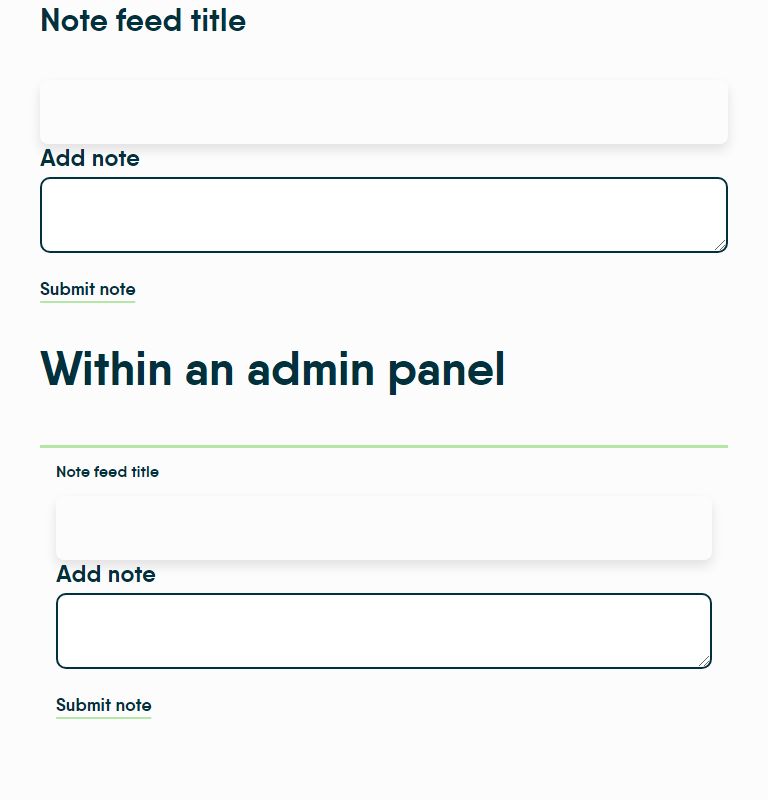 Note feed title
Add note
Submit note
Within an admin panel
Note feed title
Add note
Submit note